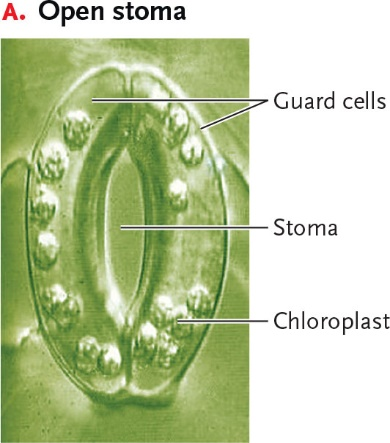 A. Open stoma
Guard cells
Stoma
Chloroplast